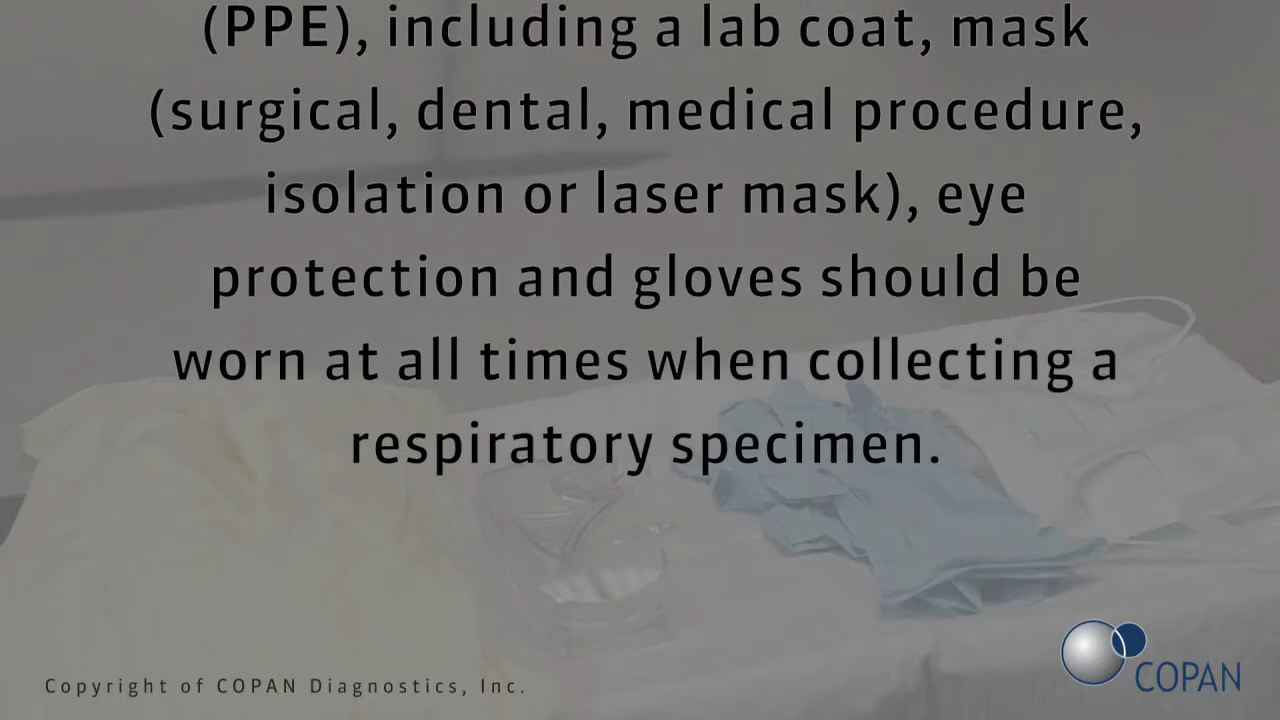 (PPE), including a lab coat, mask
(surgical, dental, medical procedure,
isolation or laser mask), eye
protection and gloves should be
worn at all times when collecting a
respiratory specimen.
Copyright of COPAN Diagnostics, Inc.
COPAN